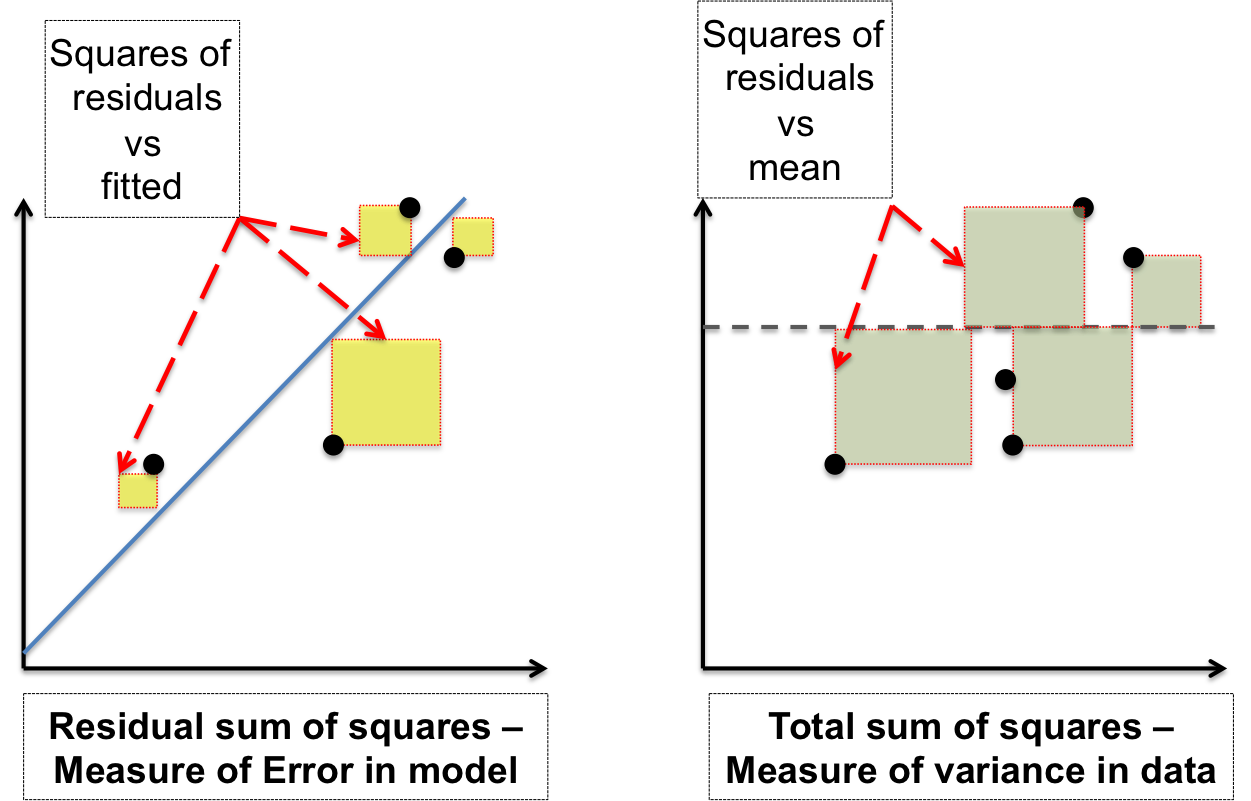 Squares of
residuals
vs
fitted
Squares of
residuals
vs
mean
Residual sum of squares –
Measure of Error in model
Total sum of squares –
Measure of variance in data